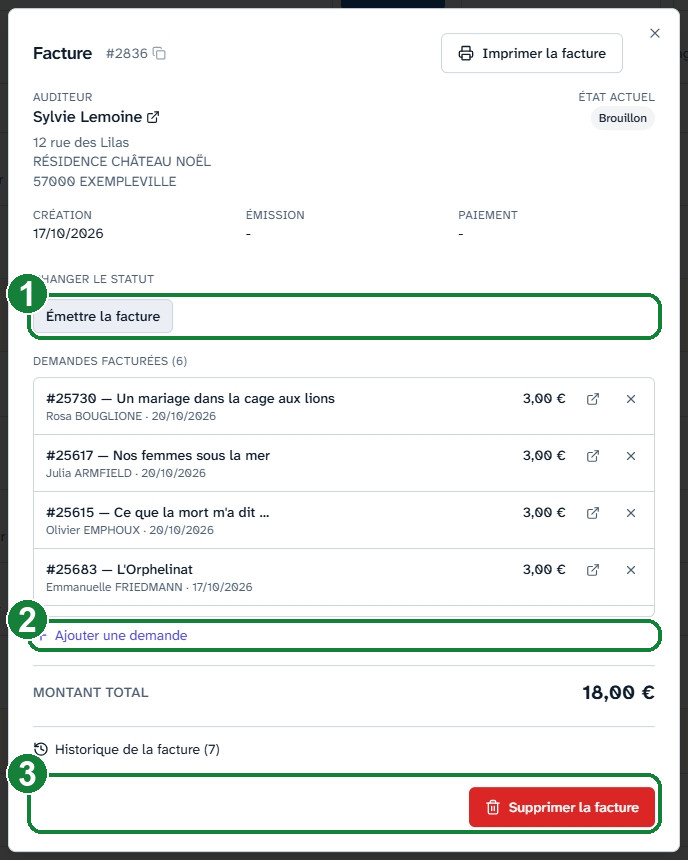 Facture #2836
Imprimer la facture
AUDITEUR
ÉTAT ACTUEL
Sylvie Lemoine
Brouillon
12 rue des Lilas
RÉSIDENCE CHÂTEAU NOËL
57000 EXEMPLEVILLE
CRÉATION ÉMISSION PAIEMENT
17/10/2026 - -
1
HANGER LE STATUT
Émettre la facture
DEMANDES FACTURÉES (6)
#25730 — Un mariage dans la cage aux lions 3,00 €
Rosa BOUGLIONE · 20/10/2026
#25617 — Nos femmes sous la mer 3,00 €
Julia ARMFIELD · 20/10/2026
#25615 — Ce que la mort m'a dit ... 3,00 €
Olivier EMPHOUX · 20/10/2026
#25683 — L'Orphelinat 3,00 €
Emmanuelle FRIEDMANN · 17/10/2026
2
Ajouter une demande
MONTANT TOTAL 18,00 €
Historique de la facture (7)
3
Supprimer la facture